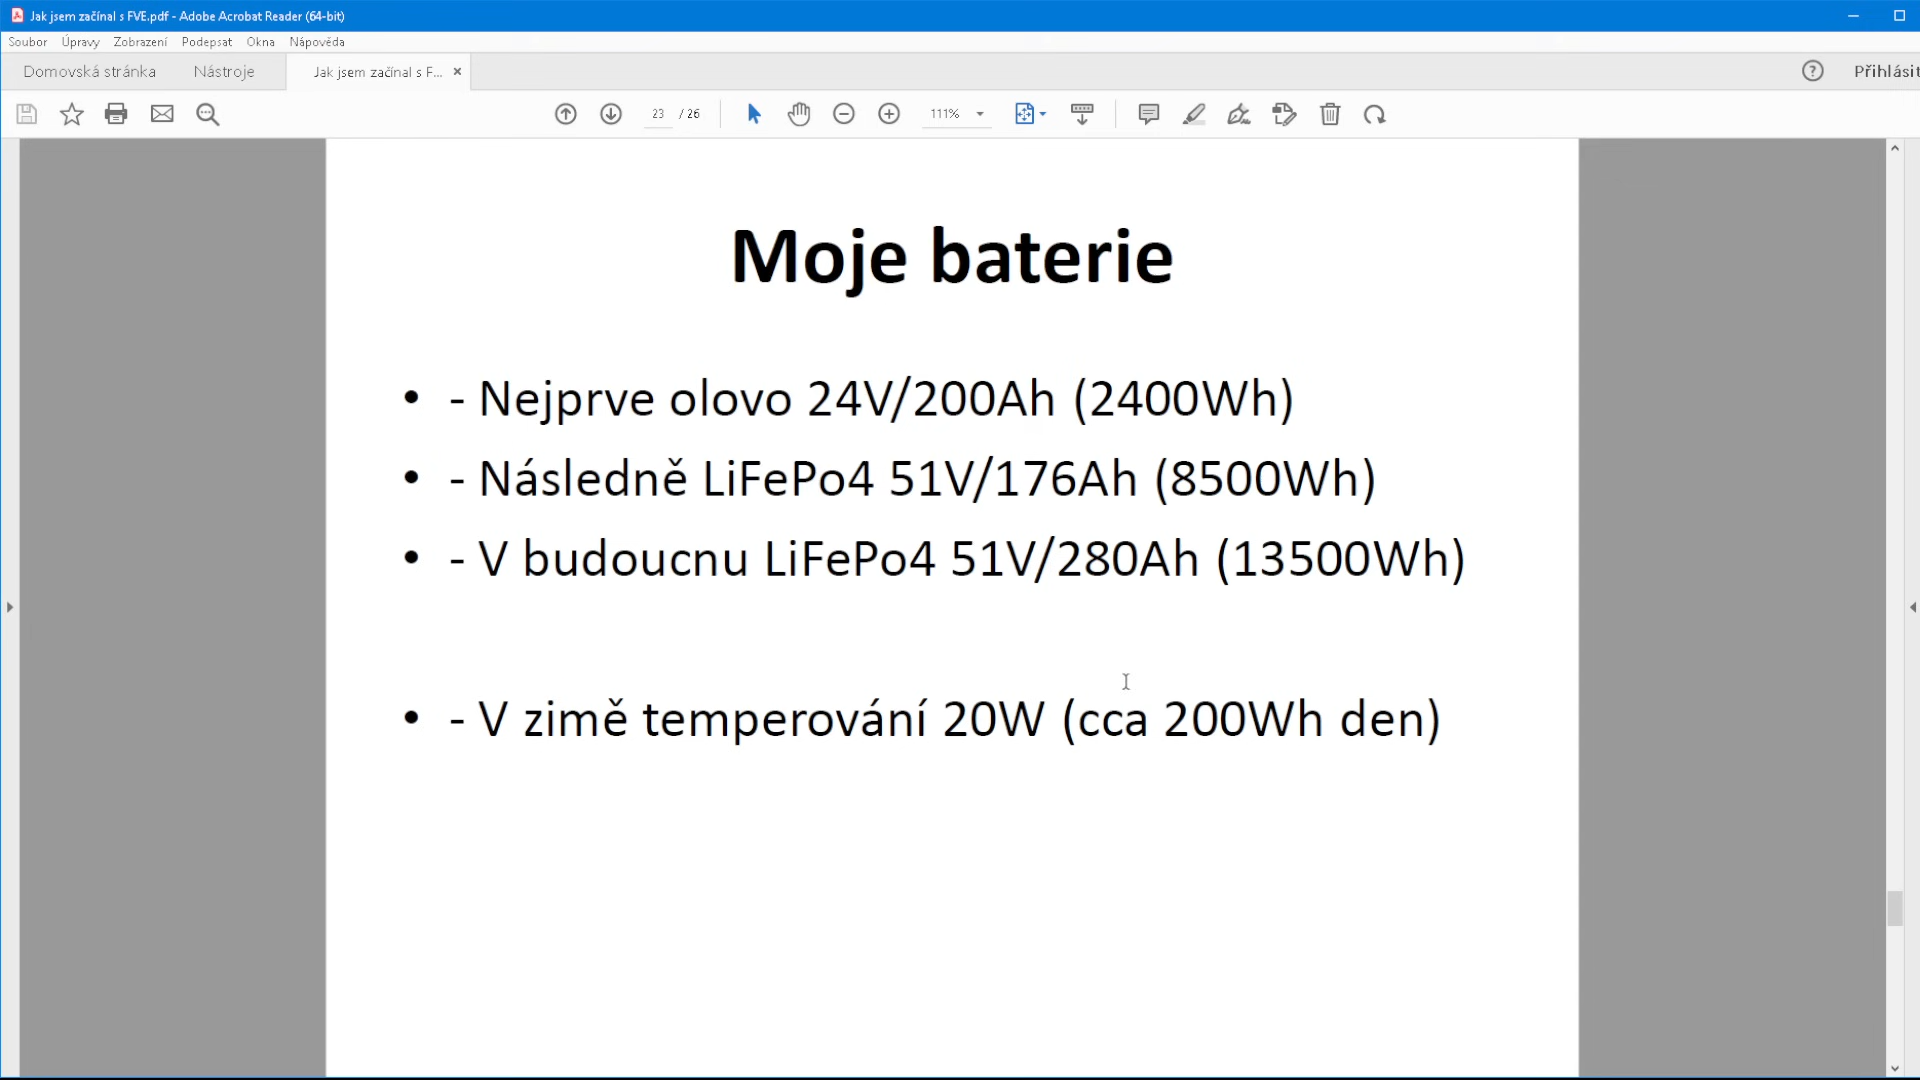 Jak jsem začínal s FVE.pdf - Adobe Acrobat Reader (64-bit)
Soubor Úpravy Zobrazení Podepsat Okna Nápověda
Domovská stránka Nástroje Jak jsem začínal s F... × Přihlásit
23 / 26 111%
Moje baterie
• - Nejprve olovo 24V/200Ah (2400Wh)
• - Následně LiFePo4 51V/176Ah (8500Wh)
• - V budoucnu LiFePo4 51V/280Ah (13500Wh)
• - V zimě temperování 20W (cca 200Wh den)